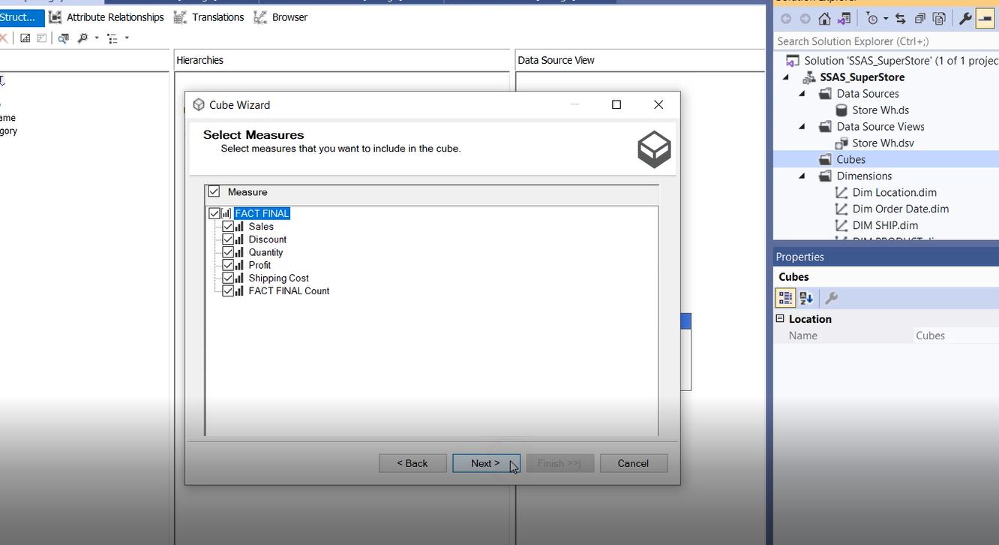 Struct...
Attribute Relationships
Translations
Browser
Hierarchies
Data Source View
ame
gory
Cube Wizard
Select Measures
Select measures that you want to include in the cube.
Measure
FACT FINAL
Sales
Discount
Quantity
Profit
Shipping Cost
FACT FINAL Count
< Back
Next >
Finish >>|
Cancel
Search Solution Explorer (Ctrl+;)
Solution 'SSAS_SuperStore' (1 of 1 projec
SSAS_SuperStore
Data Sources
Store Wh.ds
Data Source Views
Store Wh.dsv
Cubes
Dimensions
Dim Location.dim
Dim Order Date.dim
DIM SHIP.dim
Properties
Cubes
Location
Name
Cubes